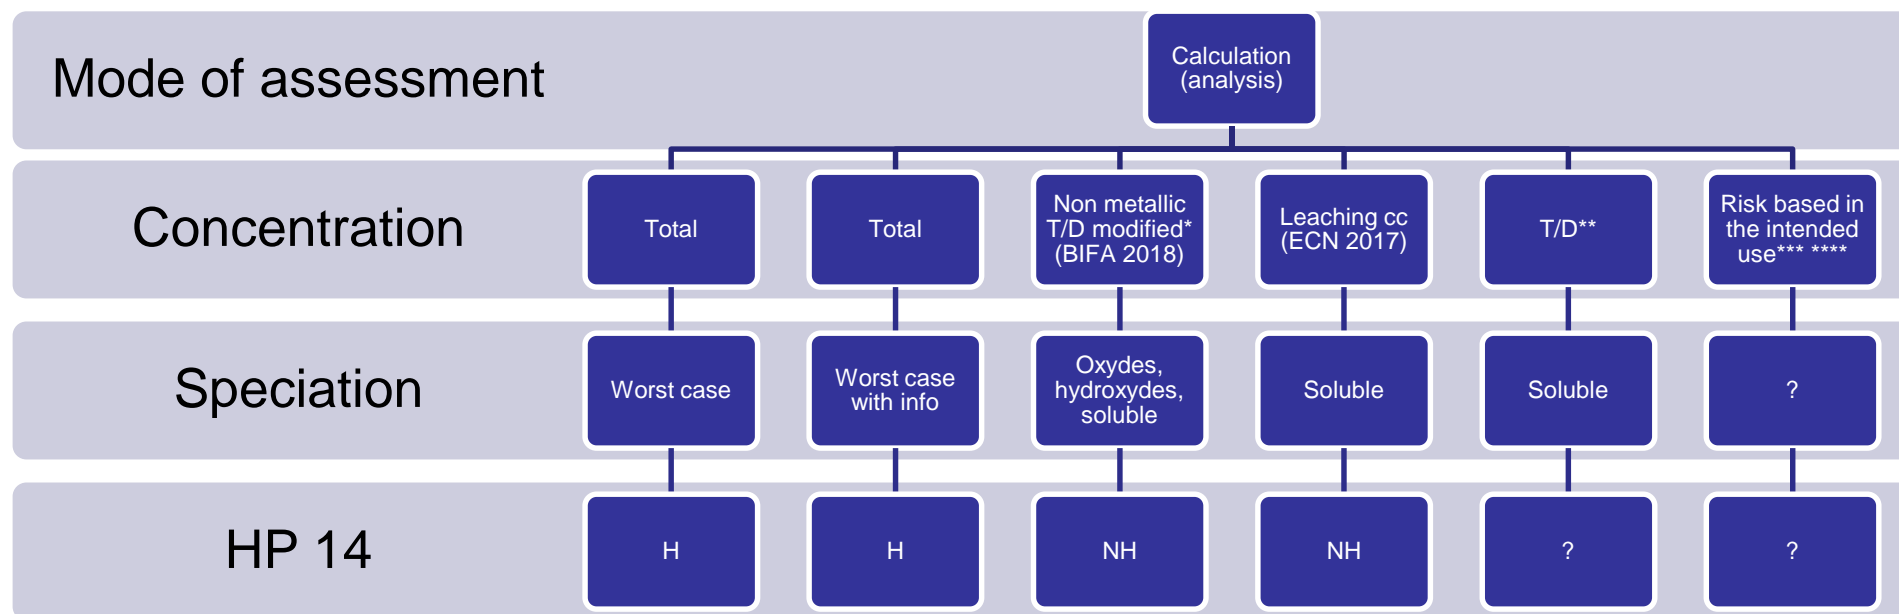 Mode of assessment
Calculation
(analysis)
Concentration
Total
Total
Non metallic
T/D modified*
(BIFA 2018)
Leaching cc
(ECN 2017)
T/D**
Risk based in
the intended
use*** ****
Speciation
Worst case
Worst case
with info
Oxydes,
hydroxydes,
soluble
Soluble
Soluble
?
HP 14
H
H
NH
NH
?
?